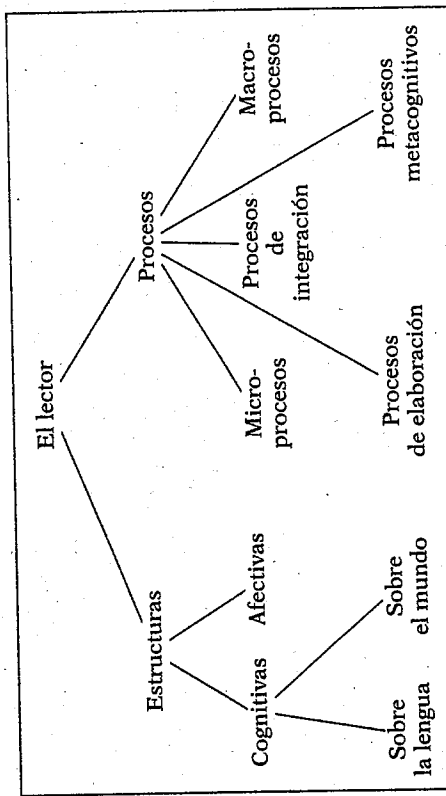 El lector
Estructuras
Procesos
Cognitivas
Afectivas
Micro-
procesos
Procesos
de
integración
Macro-
procesos
Sobre
la lengua
Sobre
el mundo
Procesos
de elaboración
Procesos
metacognitivos